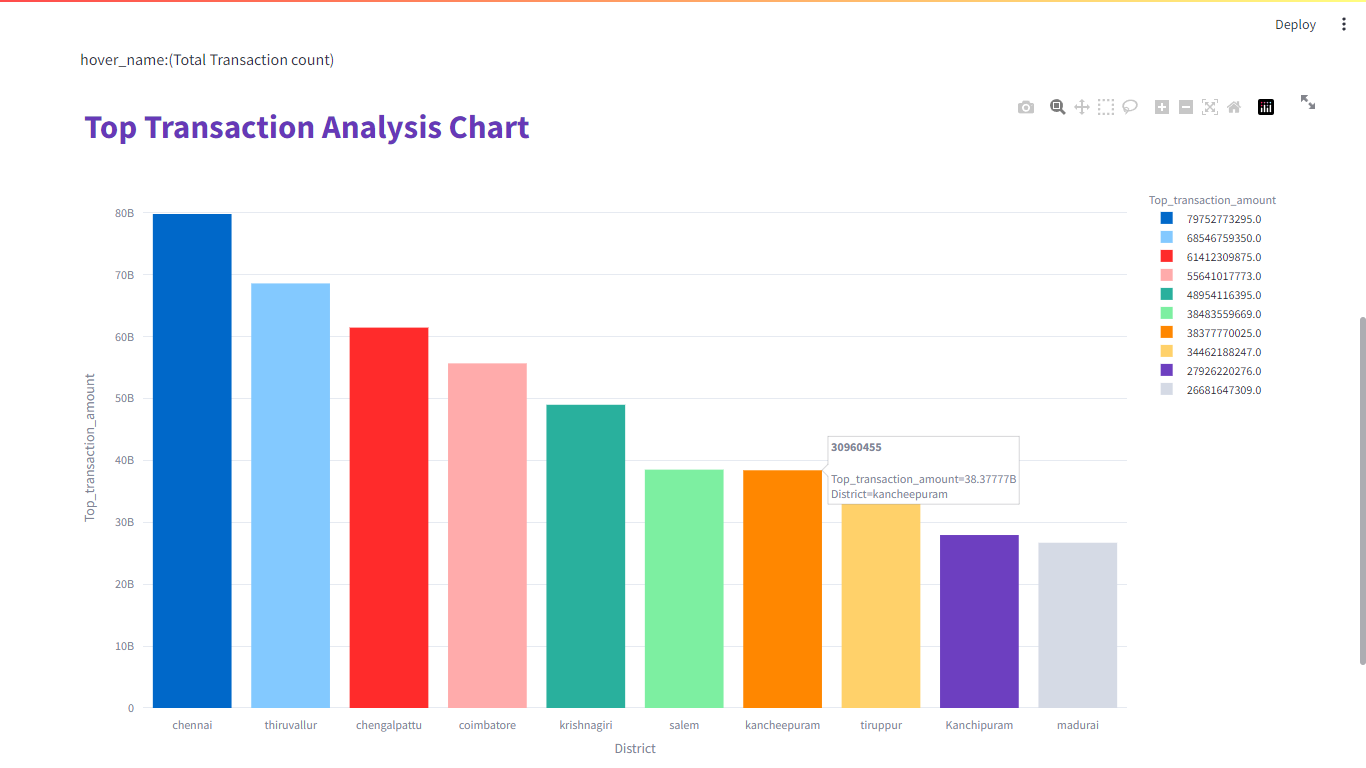 Deploy
hover_name:(Total Transaction count)
Top Transaction Analysis Chart
Top_transaction_amount
79752773295.0
68546759350.0
61412309875.0
55641017773.0
48954116395.0
38483559669.0
38377770025.0
34462188247.0
27926220276.0
26681647309.0
80B
70B
60B
50B
40B
30B
20B
10B
0
Top_transaction_amount
30960455
Top_transaction_amount=38.37777B
District=kancheepuram
chennai thiruvallur chengalpattu coimbatore krishnagiri salem kancheepuram tiruppur Kanchipuram madurai
District